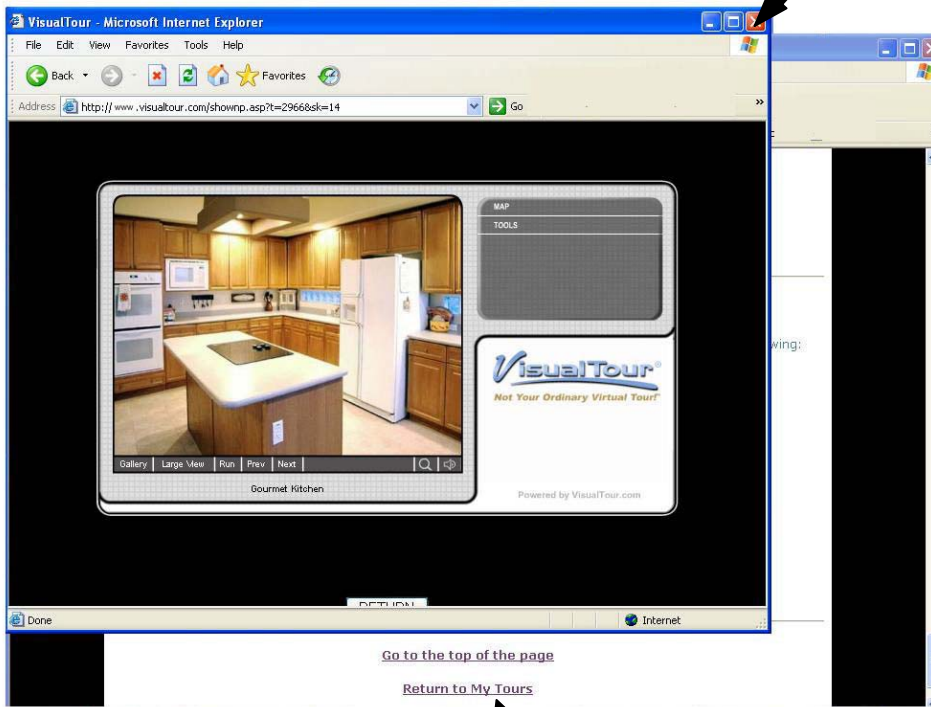 VisualTour - Microsoft Internet Explorer
File Edit View Favorites Tools Help
Back Favorites
Address http://www.visualtour.com/shownp.asp?t=2966&sk=14 Go »
MAP
TOOLS
wing:
VisualTour®
Not Your Ordinary Virtual Tour!
Gallery Large View Run Prev Next
Gourmet Kitchen
Powered by VisualTour.com
RETURN
Done Internet
Go to the top of the page
Return to My Tours